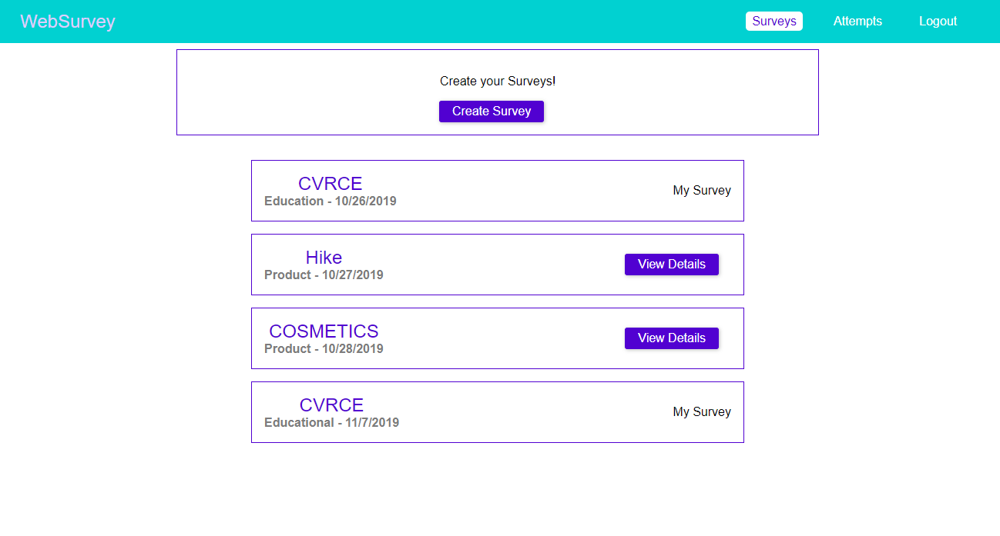 WebSurvey
Surveys
Attempts
Logout
Create your Surveys!
Create Survey
CVRCE
Education - 10/26/2019
My Survey
Hike
Product - 10/27/2019
View Details
COSMETICS
Product - 10/28/2019
View Details
CVRCE
Educational - 11/7/2019
My Survey